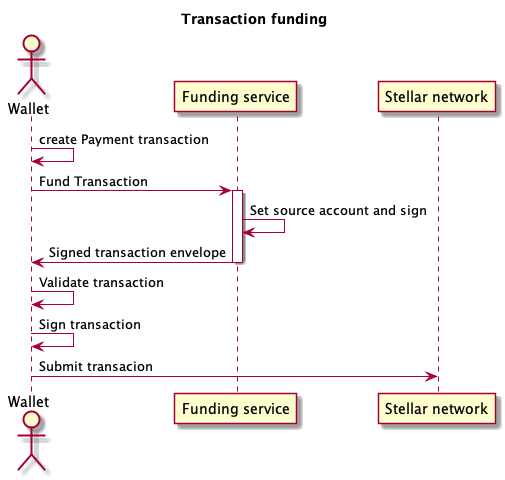 Transaction funding
Wallet
Funding service
Stellar network
create Payment transaction
Fund Transaction
Set source account and sign
Signed transaction envelope
Validate transaction
Sign transaction
Submit transacion
Wallet
Funding service
Stellar network